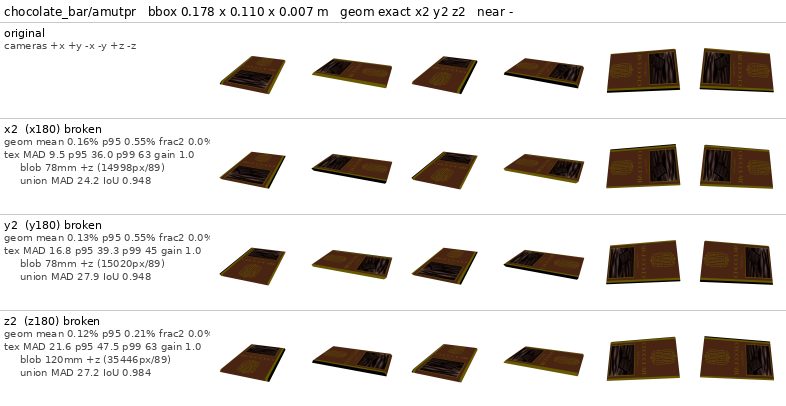 chocolate_bar/amutpr   bbox 0.178 x 0.110 x 0.007 m   geom exact x2 y2 z2   near -
original
cameras +x +y -x -y +z -z
x2  (x180) broken
geom mean 0.16% p95 0.55% frac2 0.0%
tex MAD 9.5 p95 36.0 p99 63 gain 1.0
blob 78mm +z (14998px/89)
union MAD 24.2 IoU 0.948
y2  (y180) broken
geom mean 0.13% p95 0.55% frac2 0.0%
tex MAD 16.8 p95 39.3 p99 45 gain 1.0
blob 78mm +z (15020px/89)
union MAD 27.9 IoU 0.948
z2  (z180) broken
geom mean 0.12% p95 0.21% frac2 0.0%
tex MAD 21.6 p95 47.5 p99 63 gain 1.0
blob 120mm +z (35446px/89)
union MAD 27.2 IoU 0.984